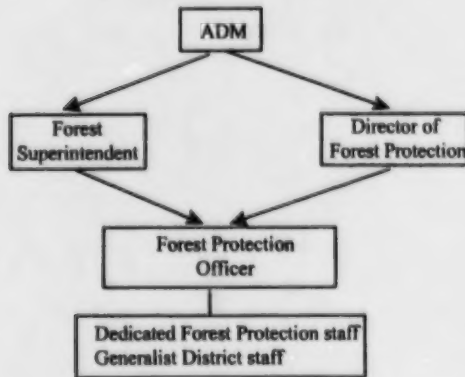 ADM
Forest
Superintendent
Director of
Forest Protection
Forest Protection
Officer
Dedicated Forest Protection staff
Generalist District staff